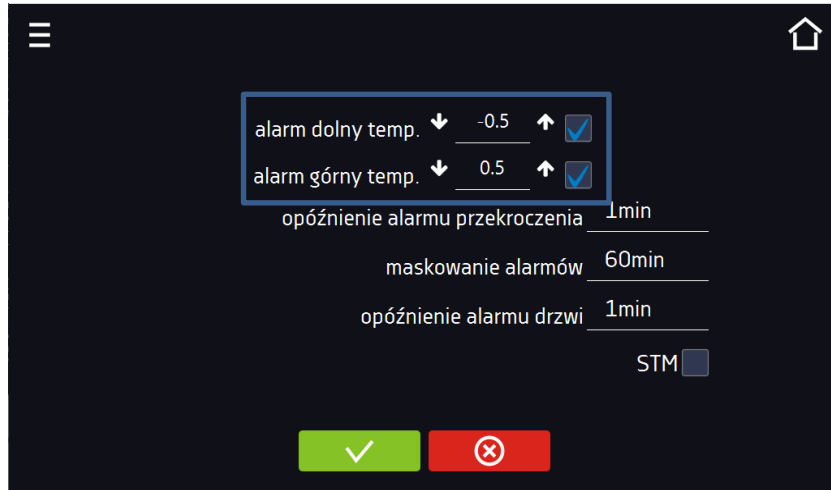 alarm dolny temp. -0.5
alarm górny temp. 0.5
opóźnienie alarmu przekroczenia 1min
maskowanie alarmów 60min
opóźnienie alarmu drzwi 1min
STM